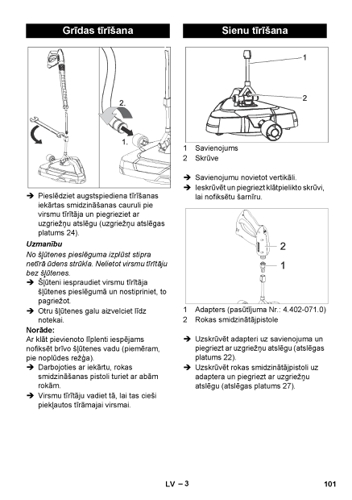 Grīdas tīrīšana
2.
1.
➔ Pieslēdziet augstspiediena tīrīšanas
iekārtas smidzināšanas cauruli pie
virsmu tīrītāja un piegrieziet ar
uzgriežņu atslēgu (uzgriežņu atslēgas
platums 24).
Uzmanību
No šļūtenes pieslēguma izplūst stipra
netīrā ūdens strūkla. Nelietot virsmu tīrītāju
bez šļūtenes.
➔ Šļūteni iespraudiet virsmu tīrītāja
šļūtenes pieslēgumā un nostipriniet, to
pagriežot.
➔ Otru šļūtenes galu aizvelciet līdz
notekai.
Norāde:
Ar klāt pievienoto līplenti iespējams
nofiksēt brīvo šļūtenes vadu (piemēram,
pie noplūdes režģa).
➔ Darbojoties ar iekārtu, rokas
smidzināšanas pistoli turiet ar abām
rokām.
➔ Virsmu tīrītāju vadiet tā, lai tas cieši
piekļautos tīrāmajai virsmai.
Sienu tīrīšana
1
2
1 Savienojums
2 Skrūve
➔ Savienojumu novietot vertikāli.
➔ Ieskrūvēt un piegriezt klātpielikto skrūvi,
lai nofiksētu šarnīru.
2
1
1 Adapters (pasūtījuma Nr.: 4.402-071.0)
2 Rokas smidzinātājpistole
➔ Uzskrūvēt adapteri uz savienojuma un
piegriezt ar uzgriežņu atslēgu (atslēgas
platums 22).
➔ Uzskrūvēt rokas smidzinātājpistoli uz
adaptera un piegriezt ar uzgriežņu
atslēgu (atslēgas platums 27).
LV – 3
101